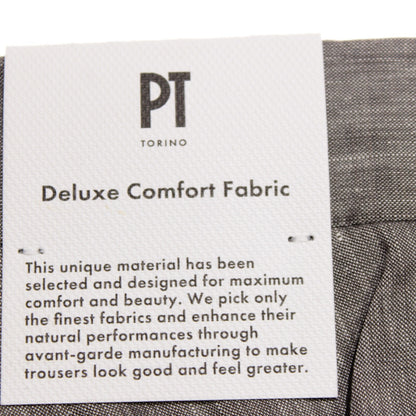 PT
TORINO
Deluxe Comfort Fabric
This unique material has been
selected and designed for maximum
comfort and beauty. We pick only
the finest fabrics and enhance their
natural performances through
avant-garde manufacturing to make
trousers look good and feel greater.